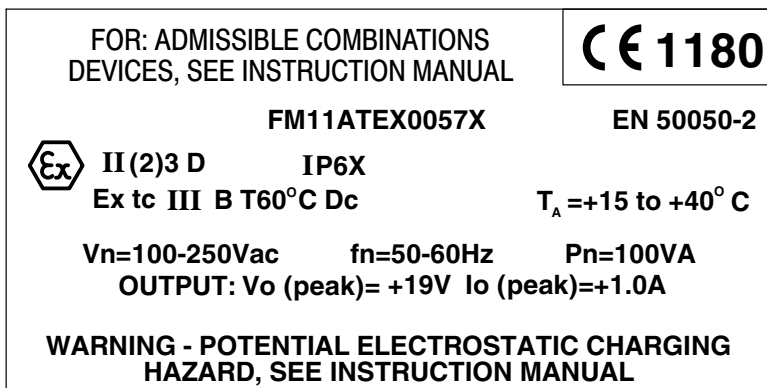 FOR: ADMISSIBLE COMBINATIONS
DEVICES, SEE INSTRUCTION MANUAL
CE 1180
FM11ATEX0057X EN 50050-2
Ex II (2)3 D IP6X
Ex tc III B T60°C Dc TA =+15 to +40° C
Vn=100-250Vac fn=50-60Hz Pn=100VA
OUTPUT: Vo (peak)= +19V Io (peak)=+1.0A
WARNING - POTENTIAL ELECTROSTATIC CHARGING
HAZARD, SEE INSTRUCTION MANUAL